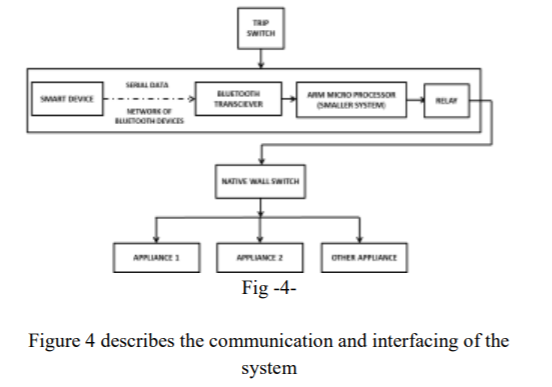 TRIP
SWITCH
SMART DEVICE
SERIAL DATA
NETWORK OF
BLUETOOTH DEVICES
BLUETOOTH
TRANSCIEVER
ARM MICRO PROCESSOR
(SMALLER SYSTEM)
RELAY
NATIVE WALL SWITCH
APPLIANCE 1
APPLIANCE 2
OTHER APPLIANCE
Fig -4-
Figure 4 describes the communication and interfacing of the
system